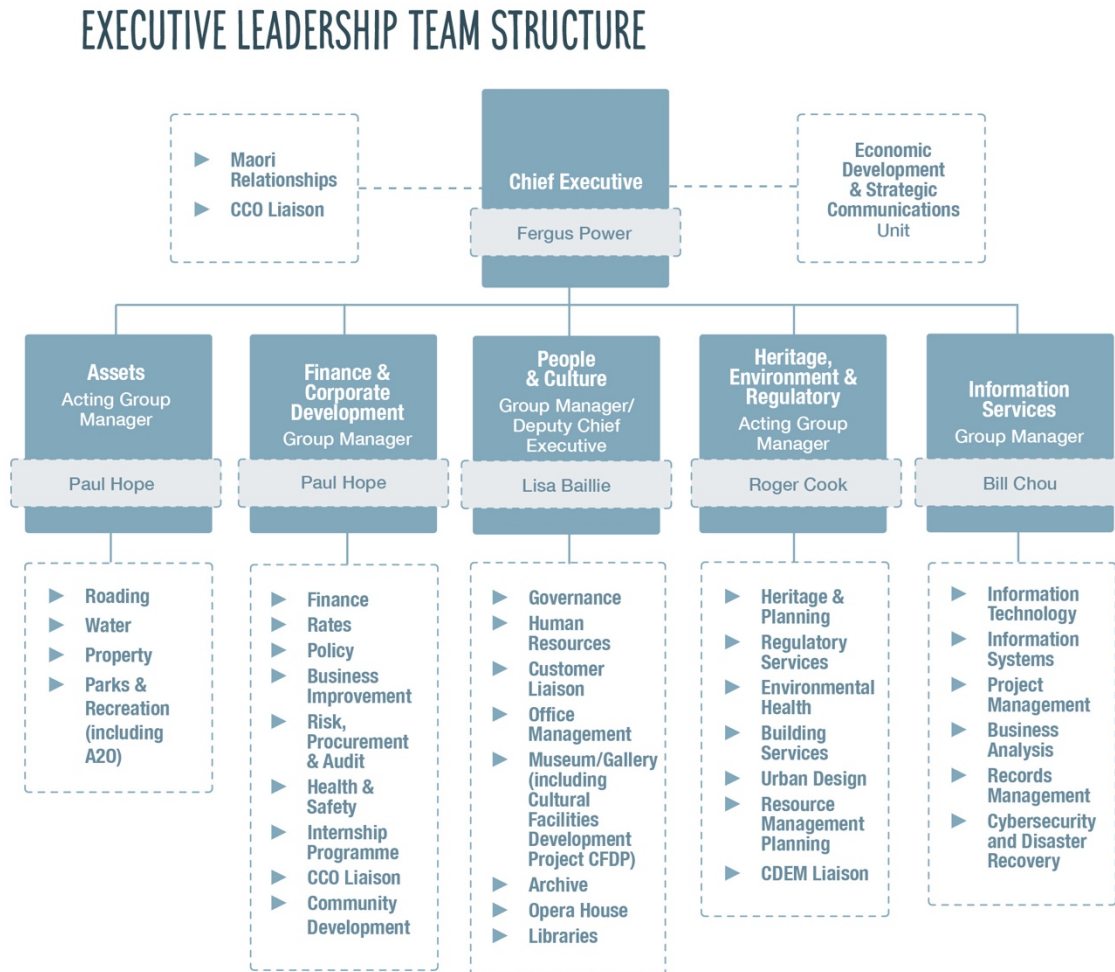 EXECUTIVE LEADERSHIP TEAM STRUCTURE
Maori
Relationships
CCO Liaison
Chief Executive
Fergus Power
Economic
Development
& Strategic
Communications
Unit
Assets
Acting Group
Manager
Paul Hope
Finance &
Corporate
Development
Group Manager
Paul Hope
People
& Culture
Group Manager/
Deputy Chief
Executive
Lisa Baillie
Heritage,
Environment &
Regulatory
Acting Group
Manager
Roger Cook
Information
Services
Group Manager
Bill Chou
Roading
Water
Property
Parks &
Recreation
(including
A2O)
Finance
Rates
Policy
Business
Improvement
Risk,
Procurement
& Audit
Health &
Safety
Internship
Programme
CCO Liaison
Community
Development
Governance
Human
Resources
Customer
Liaison
Office
Management
Museum/Gallery
(including
Cultural
Facilities
Development
Project CFDP)
Archive
Opera House
Libraries
Heritage &
Planning
Regulatory
Services
Environmental
Health
Building
Services
Urban Design
Resource
Management
Planning
CDEM Liaison
Information
Technology
Information
Systems
Project
Management
Business
Analysis
Records
Management
Cybersecurity
and Disaster
Recovery